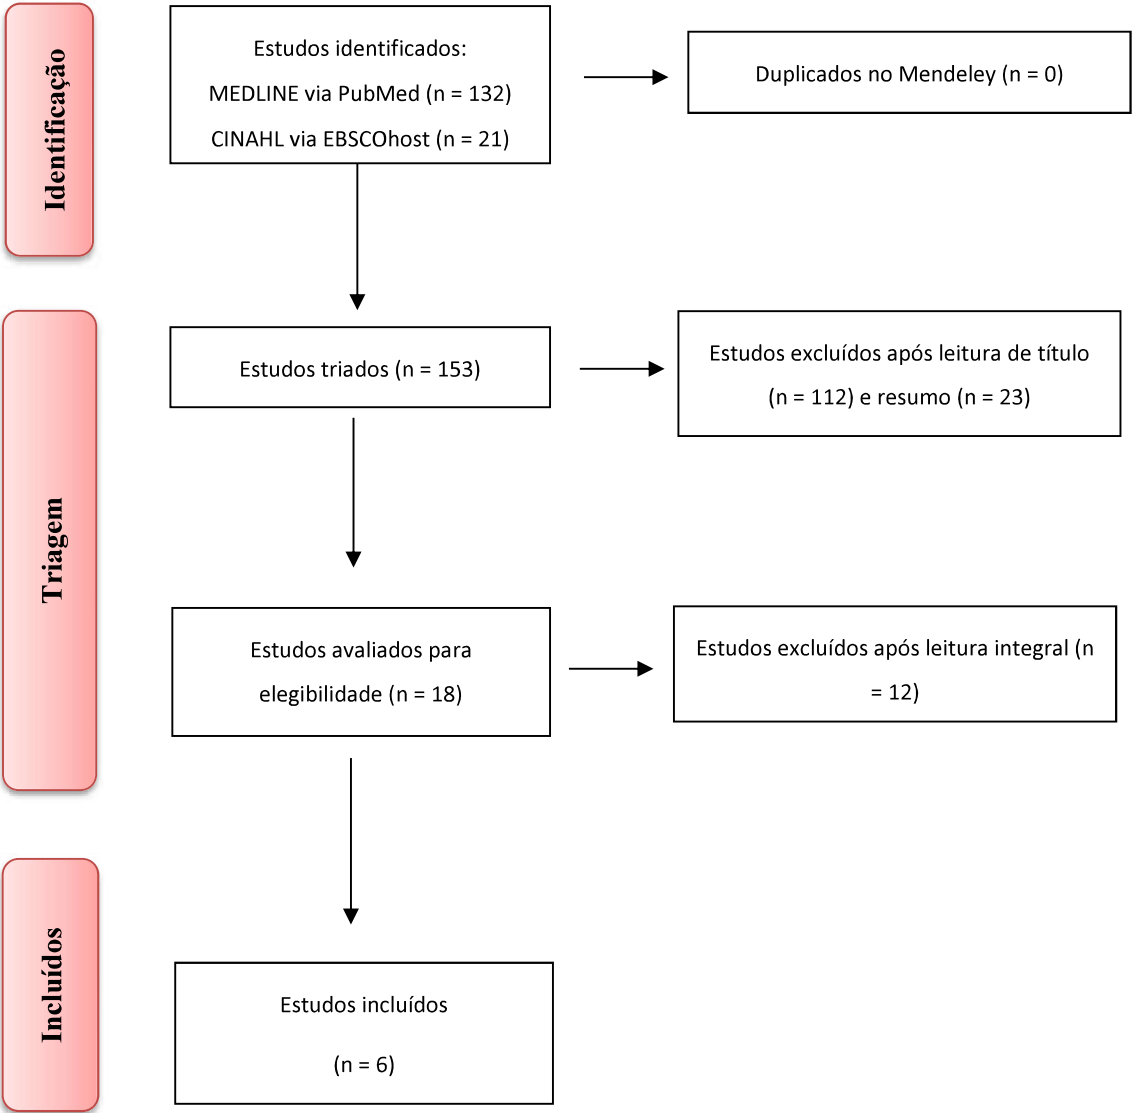 Identificação
Estudos identificados:
MEDLINE via PubMed (n = 132)
CINAHL via EBSCOhost (n = 21)
Duplicados no Mendeley (n = 0)
Triagem
Estudos triados (n = 153)
Estudos excluídos após leitura de título
(n = 112) e resumo (n = 23)
Estudos avaliados para
elegibilidade (n = 18)
Estudos excluídos após leitura integral (n
= 12)
Incluídos
Estudos incluídos
(n = 6)